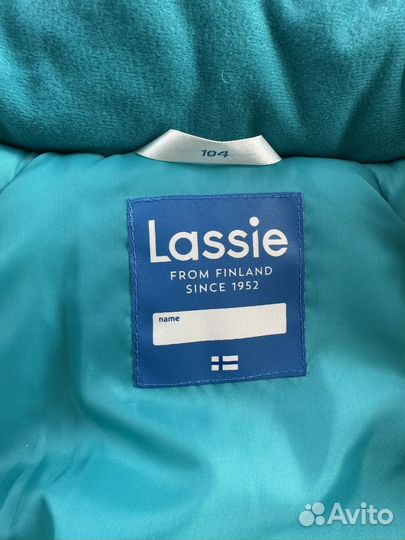 104
Lassie
FROM FINLAND
SINCE 1952
name
Avito